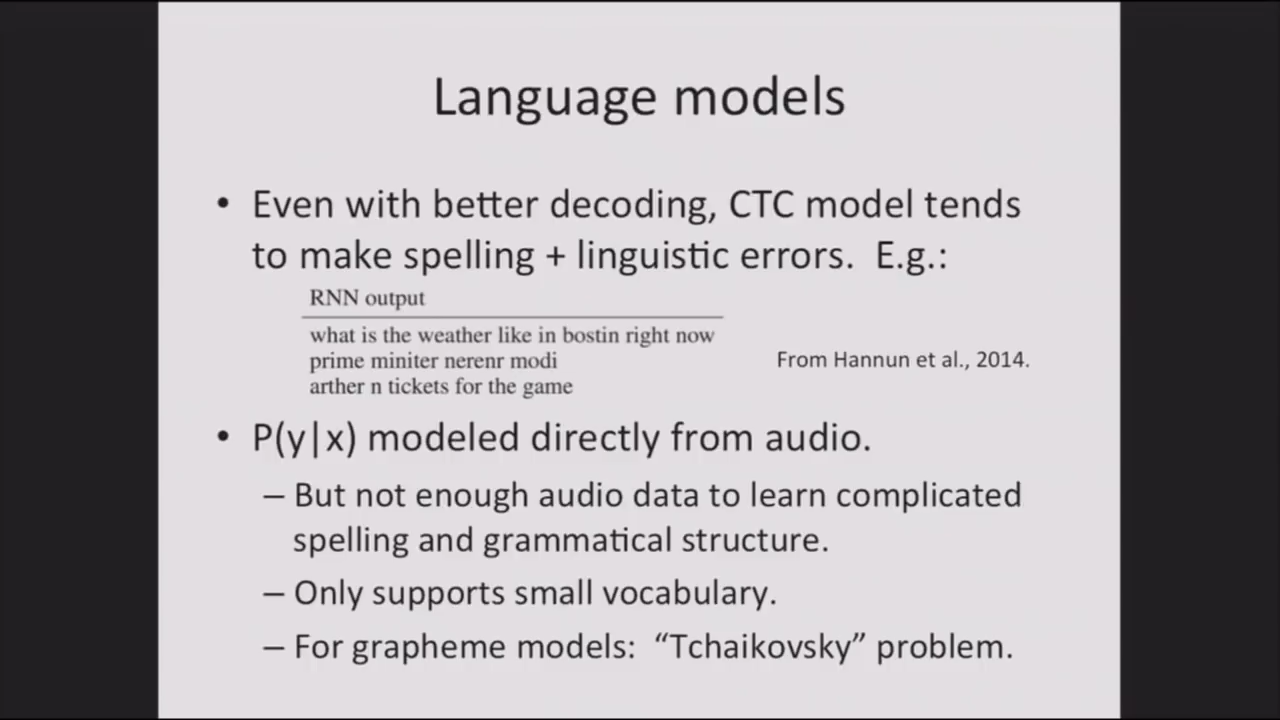 Language models
• Even with better decoding, CTC model tends
to make spelling + linguistic errors. E.g.:
RNN output
what is the weather like in bostin right now
prime miniter nerenr modi
arther n tickets for the game
From Hannun et al., 2014.
• P(y|x) modeled directly from audio.
– But not enough audio data to learn complicated
spelling and grammatical structure.
– Only supports small vocabulary.
– For grapheme models: “Tchaikovsky” problem.